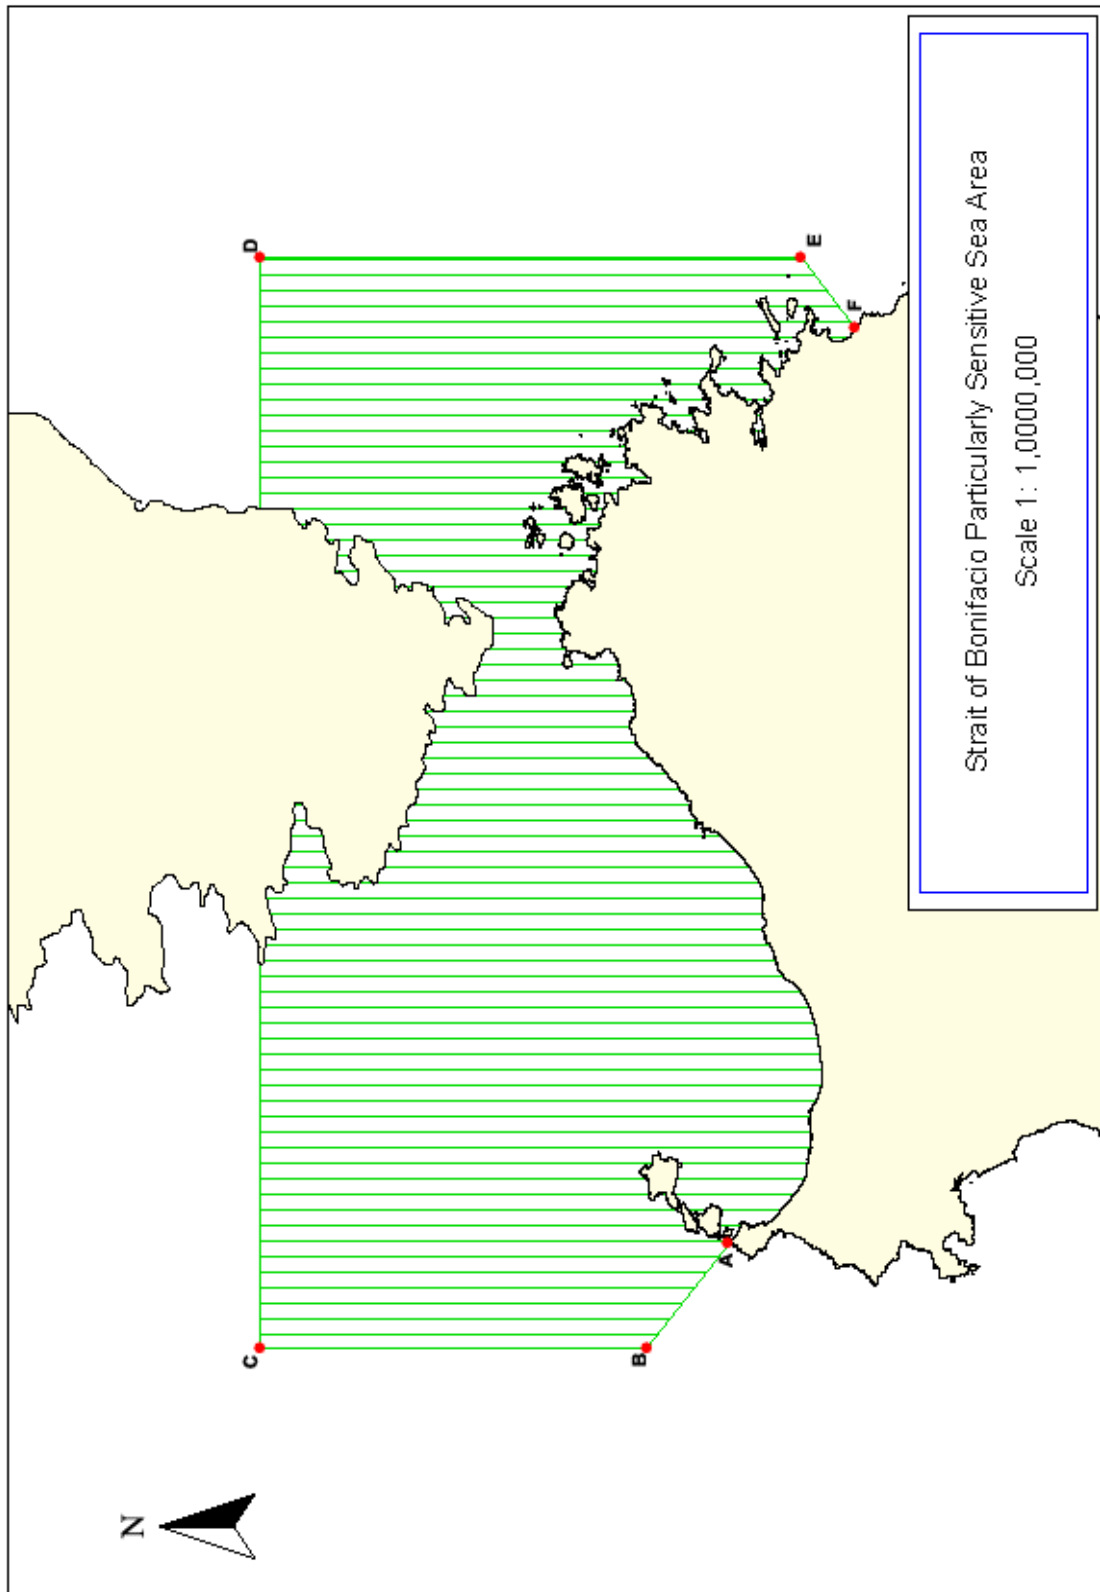 N
C
D
B
A
E
F
Strait of Bonifacio Particularly Sensitive Sea Area
Scale 1: 1,0000,000